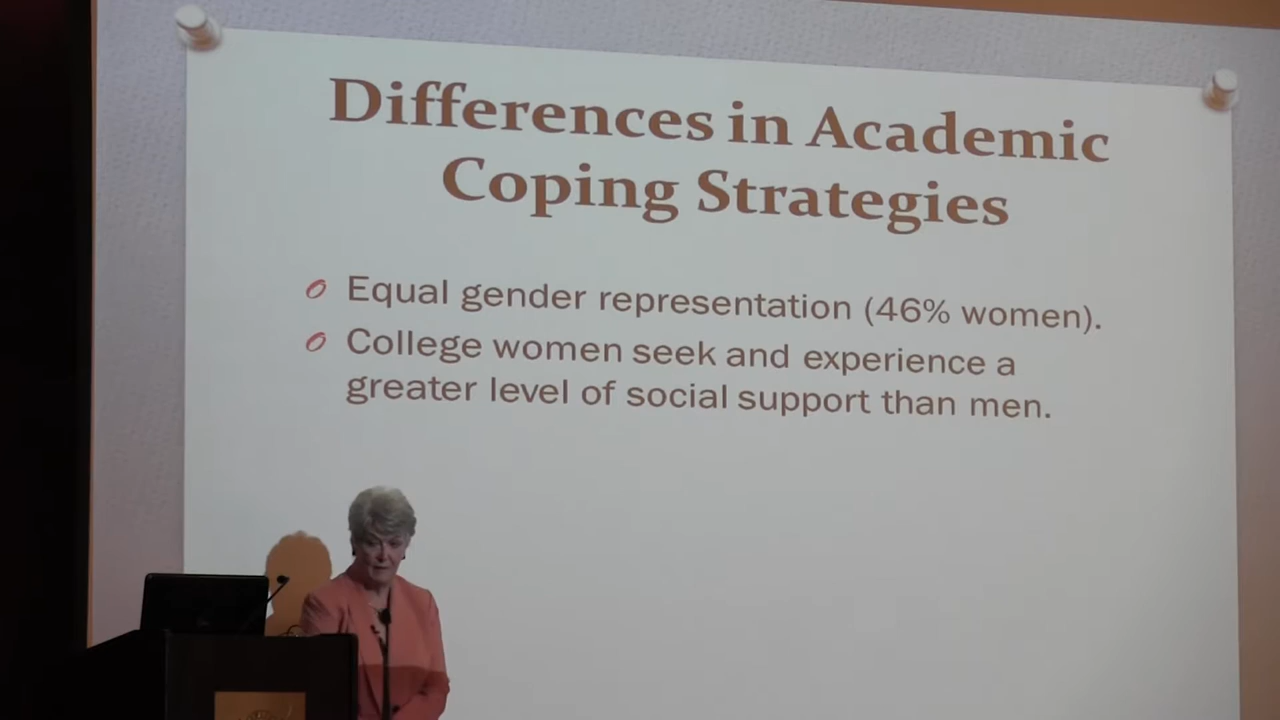 Differences in Academic
Coping Strategies
Equal gender representation (46% women).
College women seek and experience a
greater level of social support than men.